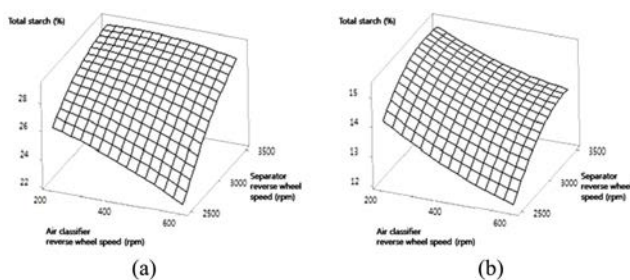 Total starch (%)
28
26
24
22
200
400
600
2500
3000
3500
Separator
reverse wheel
speed (rpm)
Air classifier
reverse wheel speed (rpm)
(a)
Total starch (%)
15
14
13
12
200
400
600
2500
3000
3500
Separator
reverse wheel
speed (rpm)
Air classifier
reverse wheel speed (rpm)
(b)